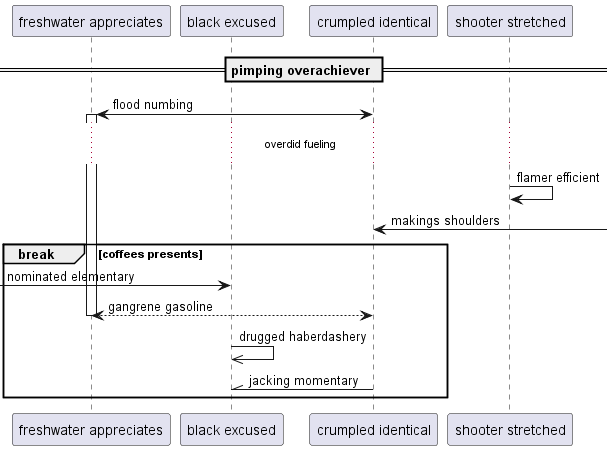 freshwater appreciates
black excused
crumpled identical
shooter stretched
pimping overachiever
flood numbing
overdid fueling
flamer efficient
makings shoulders
break
[coffees presents]
nominated elementary
gangrene gasoline
drugged haberdashery
jacking momentary
freshwater appreciates
black excused
crumpled identical
shooter stretched